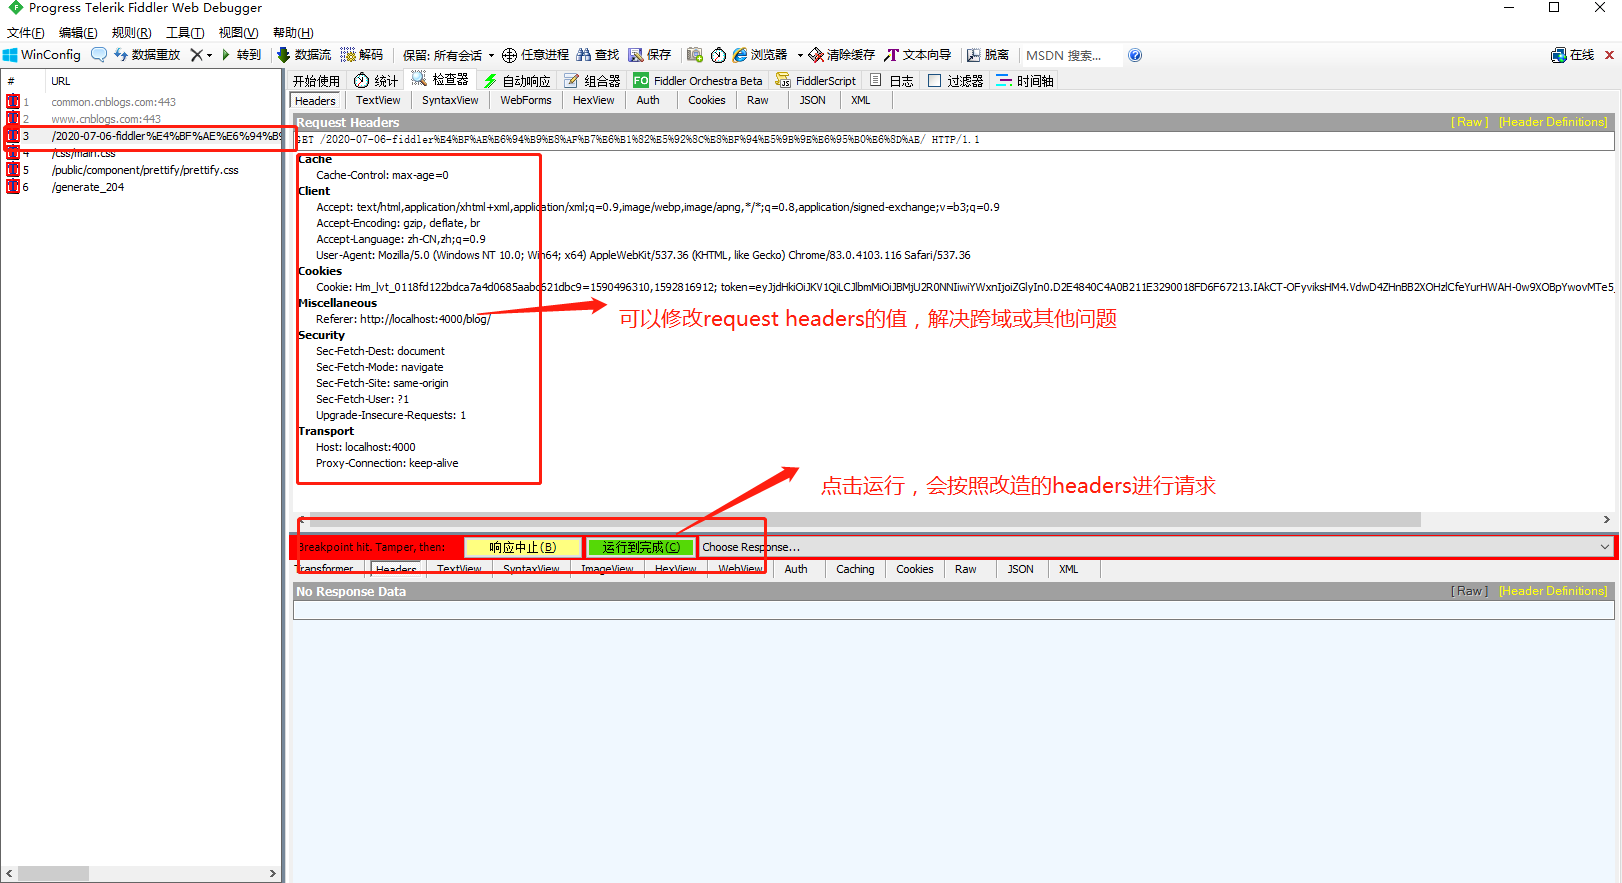 Progress Telerik Fiddler Web Debugger
文件(F) 编辑(E) 规则(R) 工具(T) 视图(V) 帮助(H)
WinConfig 数据重放 转到 数据流 解码 保留: 所有会话 任意进程 查找 保存 浏览器 清除缓存 文本向导 脱离 MSDN 搜索... 在线
# URL
1 common.cnblogs.com:443
2 www.cnblogs.com:443
3 /2020-07-06-fiddler%E4%BF%AE%E6%94%B9
4 /css/main.css
5 /public/component/prettify/prettify.css
6 /generate_204
开始使用 统计 检查器 自动响应 组合器 FO Fiddler Orchestra Beta FiddlerScript 日志 过滤器 时间轴
Headers TextView SyntaxView WebForms HexView Auth Cookies Raw JSON XML
Request Headers [ Raw ] [Header Definitions]
GET /2020-07-06-fiddler%E4%BF%AE%E6%94%B9%E8%AF%B7%E6%B1%82%E5%92%8C%E8%BF%94%E5%9B%9E%E6%95%B0%E6%8D%AE/ HTTP/1.1
Cache
Cache-Control: max-age=0
Client
Accept: text/html,application/xhtml+xml,application/xml;q=0.9,image/webp,image/apng,*/*;q=0.8,application/signed-exchange;v=b3;q=0.9
Accept-Encoding: gzip, deflate, br
Accept-Language: zh-CN,zh;q=0.9
User-Agent: Mozilla/5.0 (Windows NT 10.0; Win64; x64) AppleWebKit/537.36 (KHTML, like Gecko) Chrome/83.0.4103.116 Safari/537.36
Cookies
Cookie: Hm_lvt_0118fd122bdca7a4d0685aabc621dbc9=1590496310,1592816912; token=eyJjdHkiOiJKV1QiLCJlbmMiOiJBMjU2R0NNIiwiYWxnIjoiZGlyIn0.D2E4840C4A0B211E3290018FD6F67213.IAkCT-OFyviksHM4.VdwD4ZHnBB2XOHzlCfeYurHWAH-0w9XOBpYwovMTe5_
Miscellaneous
Referer: http://localhost:4000/blog/
可以修改request headers的值，解决跨域或其他问题
Security
Sec-Fetch-Dest: document
Sec-Fetch-Mode: navigate
Sec-Fetch-Site: same-origin
Sec-Fetch-User: ?1
Upgrade-Insecure-Requests: 1
Transport
Host: localhost:4000
Proxy-Connection: keep-alive
点击运行，会按照改造的headers进行请求
Breakpoint hit. Tamper, then: 响应中止(B) 运行到完成(C) Choose Response...
Transformer Headers TextView SyntaxView ImageView HexView WebView Auth Caching Cookies Raw JSON XML
No Response Data [ Raw ] [Header Definitions]